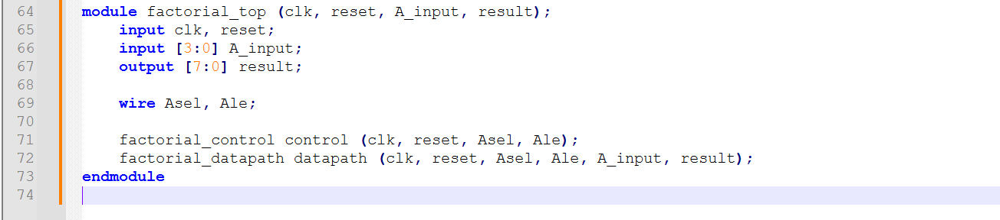 64 module factorial_top (clk, reset, A_input, result);
65     input clk, reset;
66     input [3:0] A_input;
67     output [7:0] result;
68
69     wire Asel, Ale;
70
71     factorial_control control (clk, reset, Asel, Ale);
72     factorial_datapath datapath (clk, reset, Asel, Ale, A_input, result);
73 endmodule
74